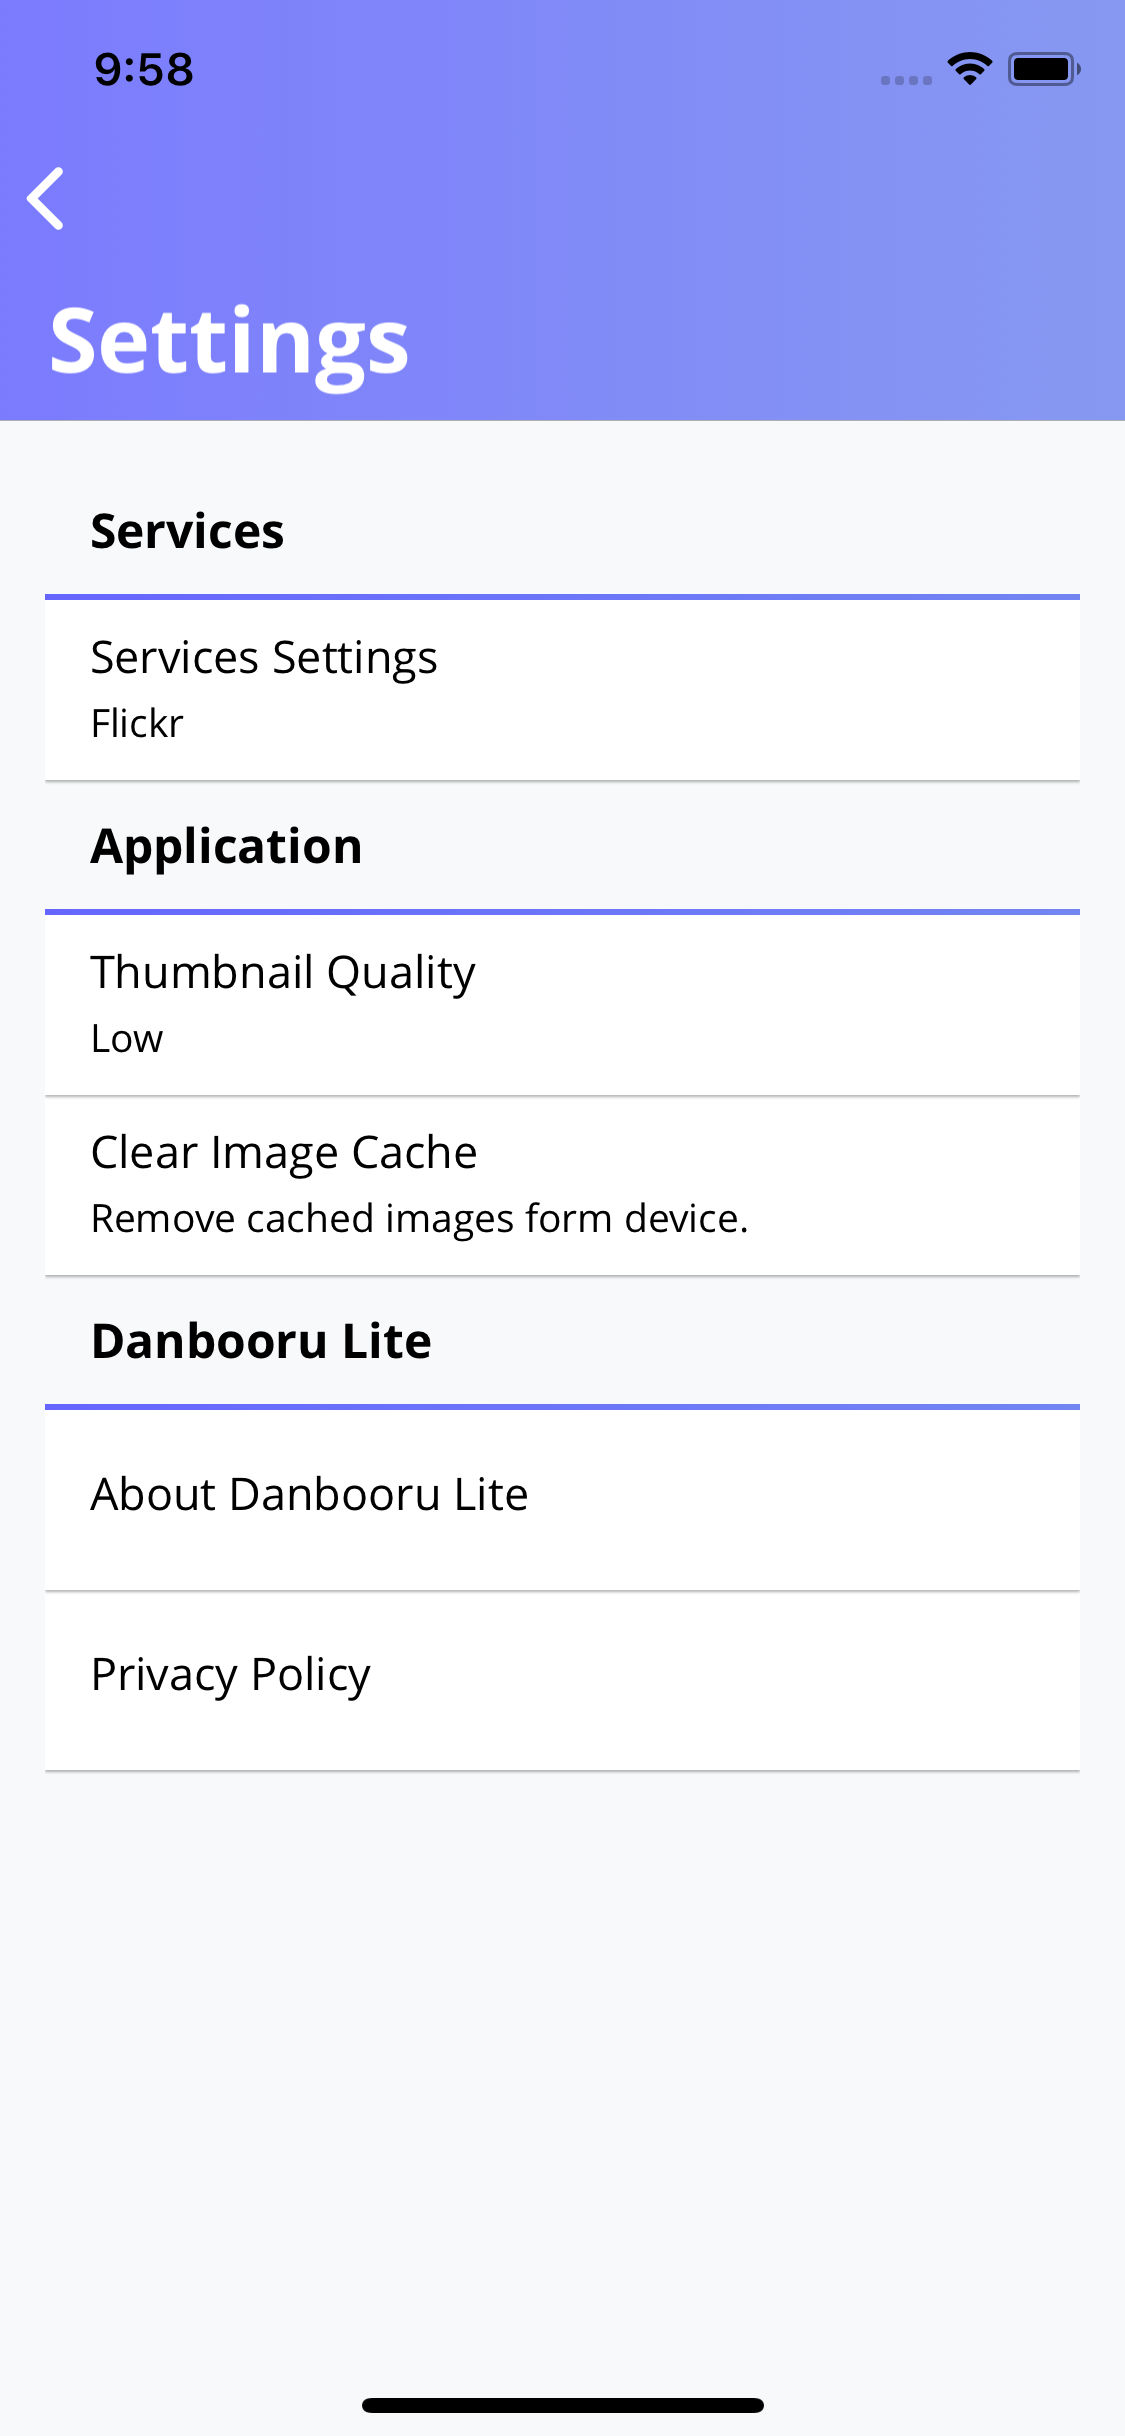 9:58
Settings
Services
Services Settings
Flickr
Application
Thumbnail Quality
Low
Clear Image Cache
Remove cached images form device.
Danbooru Lite
About Danbooru Lite
Privacy Policy